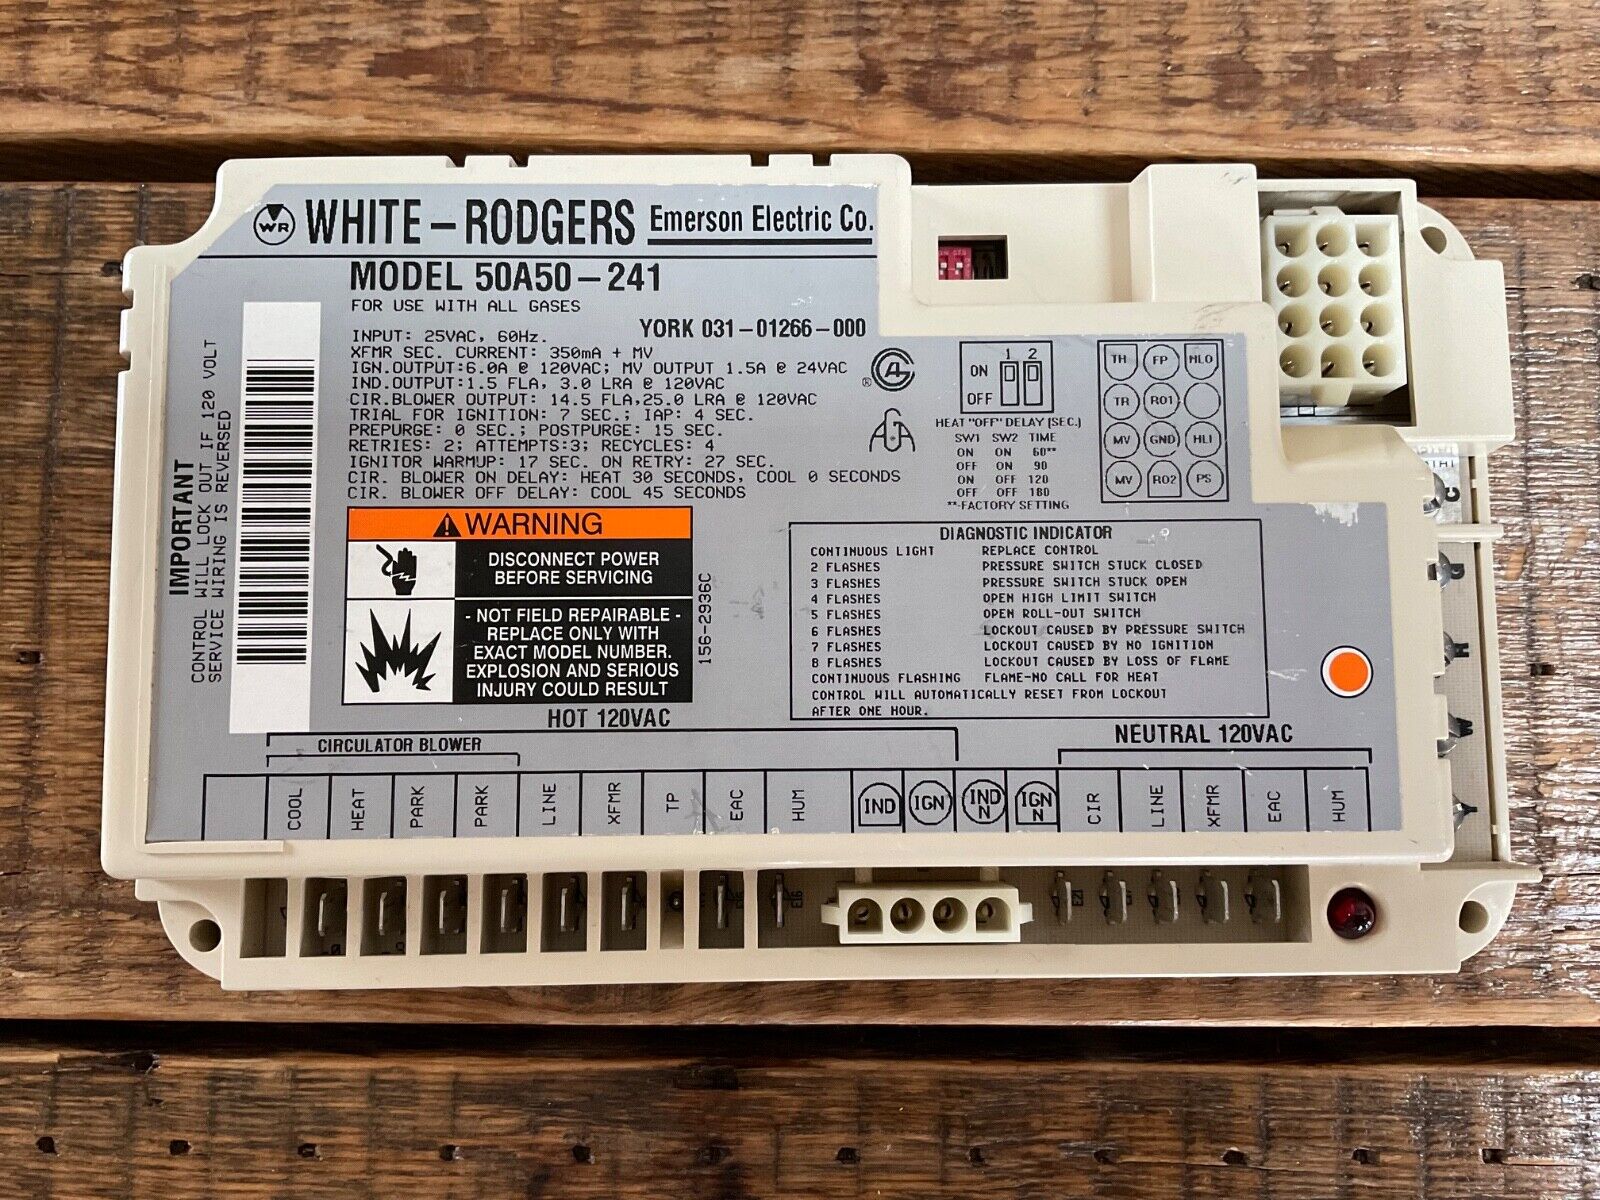 WR
WHITE-RODGERS Emerson Electric Co.
MODEL 50A50-241
FOR USE WITH ALL GASES
YORK 031-01266-000
INPUT: 25VAC, 60Hz.
XFMR SEC. CURRENT: 350mA + MV
IGN.OUTPUT:6.0A @ 120VAC; MV OUTPUT 1.5A @ 24VAC
IND.OUTPUT:1.5 FLA, 3.0 LRA @ 120VAC
CIR.BLOWER OUTPUT: 14.5 FLA,25.0 LRA @ 120VAC
TRIAL FOR IGNITION: 7 SEC.; IAP: 4 SEC.
PREPURGE: 0 SEC.; POSTPURGE: 15 SEC.
RETRIES: 2; ATTEMPTS:3; RECYCLES: 4
IGNITOR WARMUP: 17 SEC. ON RETRY: 27 SEC.
CIR. BLOWER ON DELAY: HEAT 30 SECONDS, COOL 0 SECONDS
CIR. BLOWER OFF DELAY: COOL 45 SECONDS
IMPORTANT
CONTROL WILL LOCK OUT IF 120 VOLT
SERVICE WIRING IS REVERSED
®
AGA
1 2
ON
OFF
HEAT "OFF" DELAY (SEC.)
SW1 SW2 TIME
ON ON 60**
OFF ON 90
ON OFF 120
OFF OFF 180
**-FACTORY SETTING
TH FP HLO
TR RO1
MV GND HLI
MV RO2 PS
WARNING
DISCONNECT POWER
BEFORE SERVICING
- NOT FIELD REPAIRABLE -
REPLACE ONLY WITH
EXACT MODEL NUMBER.
EXPLOSION AND SERIOUS
INJURY COULD RESULT
156-2936C
DIAGNOSTIC INDICATOR
CONTINUOUS LIGHT REPLACE CONTROL
2 FLASHES PRESSURE SWITCH STUCK CLOSED
3 FLASHES PRESSURE SWITCH STUCK OPEN
4 FLASHES OPEN HIGH LIMIT SWITCH
5 FLASHES OPEN ROLL-OUT SWITCH
6 FLASHES LOCKOUT CAUSED BY PRESSURE SWITCH
7 FLASHES LOCKOUT CAUSED BY NO IGNITION
8 FLASHES LOCKOUT CAUSED BY LOSS OF FLAME
CONTINUOUS FLASHING FLAME-NO CALL FOR HEAT
CONTROL WILL AUTOMATICALLY RESET FROM LOCKOUT
AFTER ONE HOUR.
HOT 120VAC
NEUTRAL 120VAC
CIRCULATOR BLOWER
COOL HEAT PARK PARK LINE XFMR TP EAC HUM IND IGN IND N IGN N CIR LINE XFMR EAC HUM
C
G